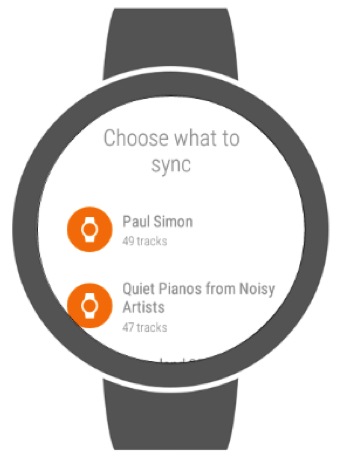 Choose what to
sync
Paul Simon
49 tracks
Quiet Pianos from Noisy
Artists
47 tracks